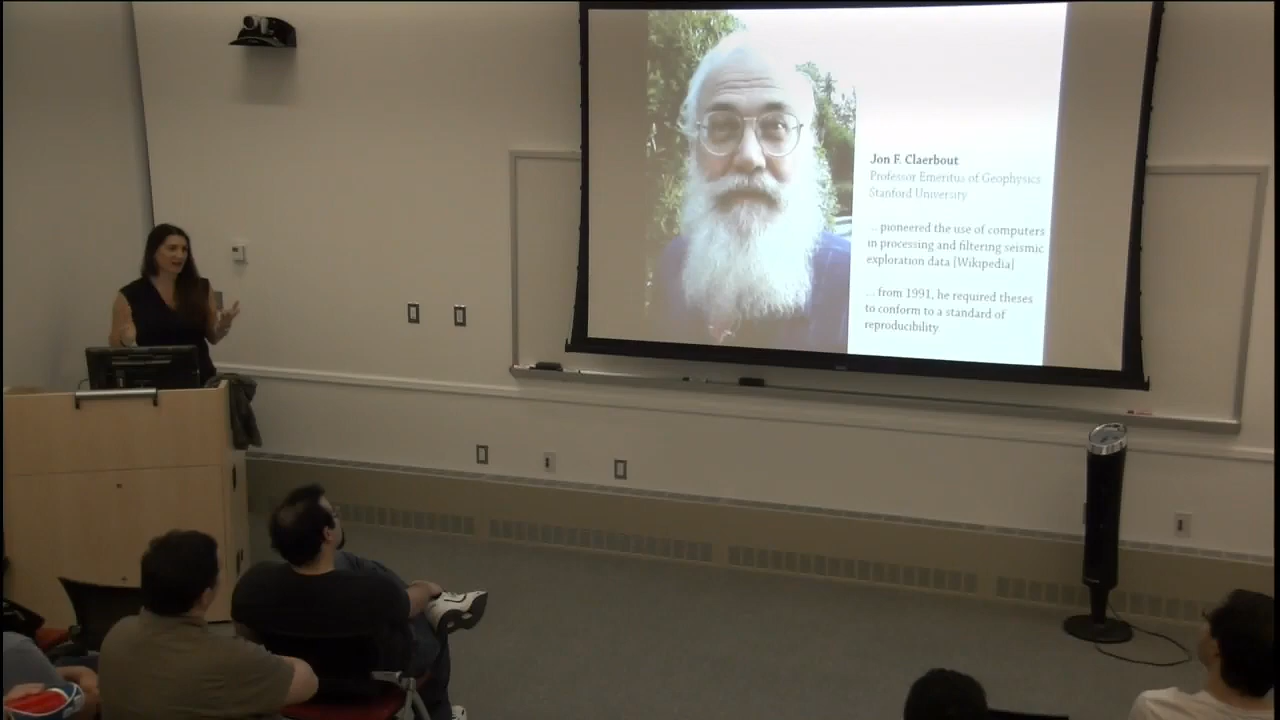 Jon F. Claerbout
Professor Emeritus of Geophysics
Stanford University
... pioneered the use of computers
in processing and filtering seismic
exploration data [Wikipedia]
... from 1991, he required theses
to conform to a standard of
reproducibility